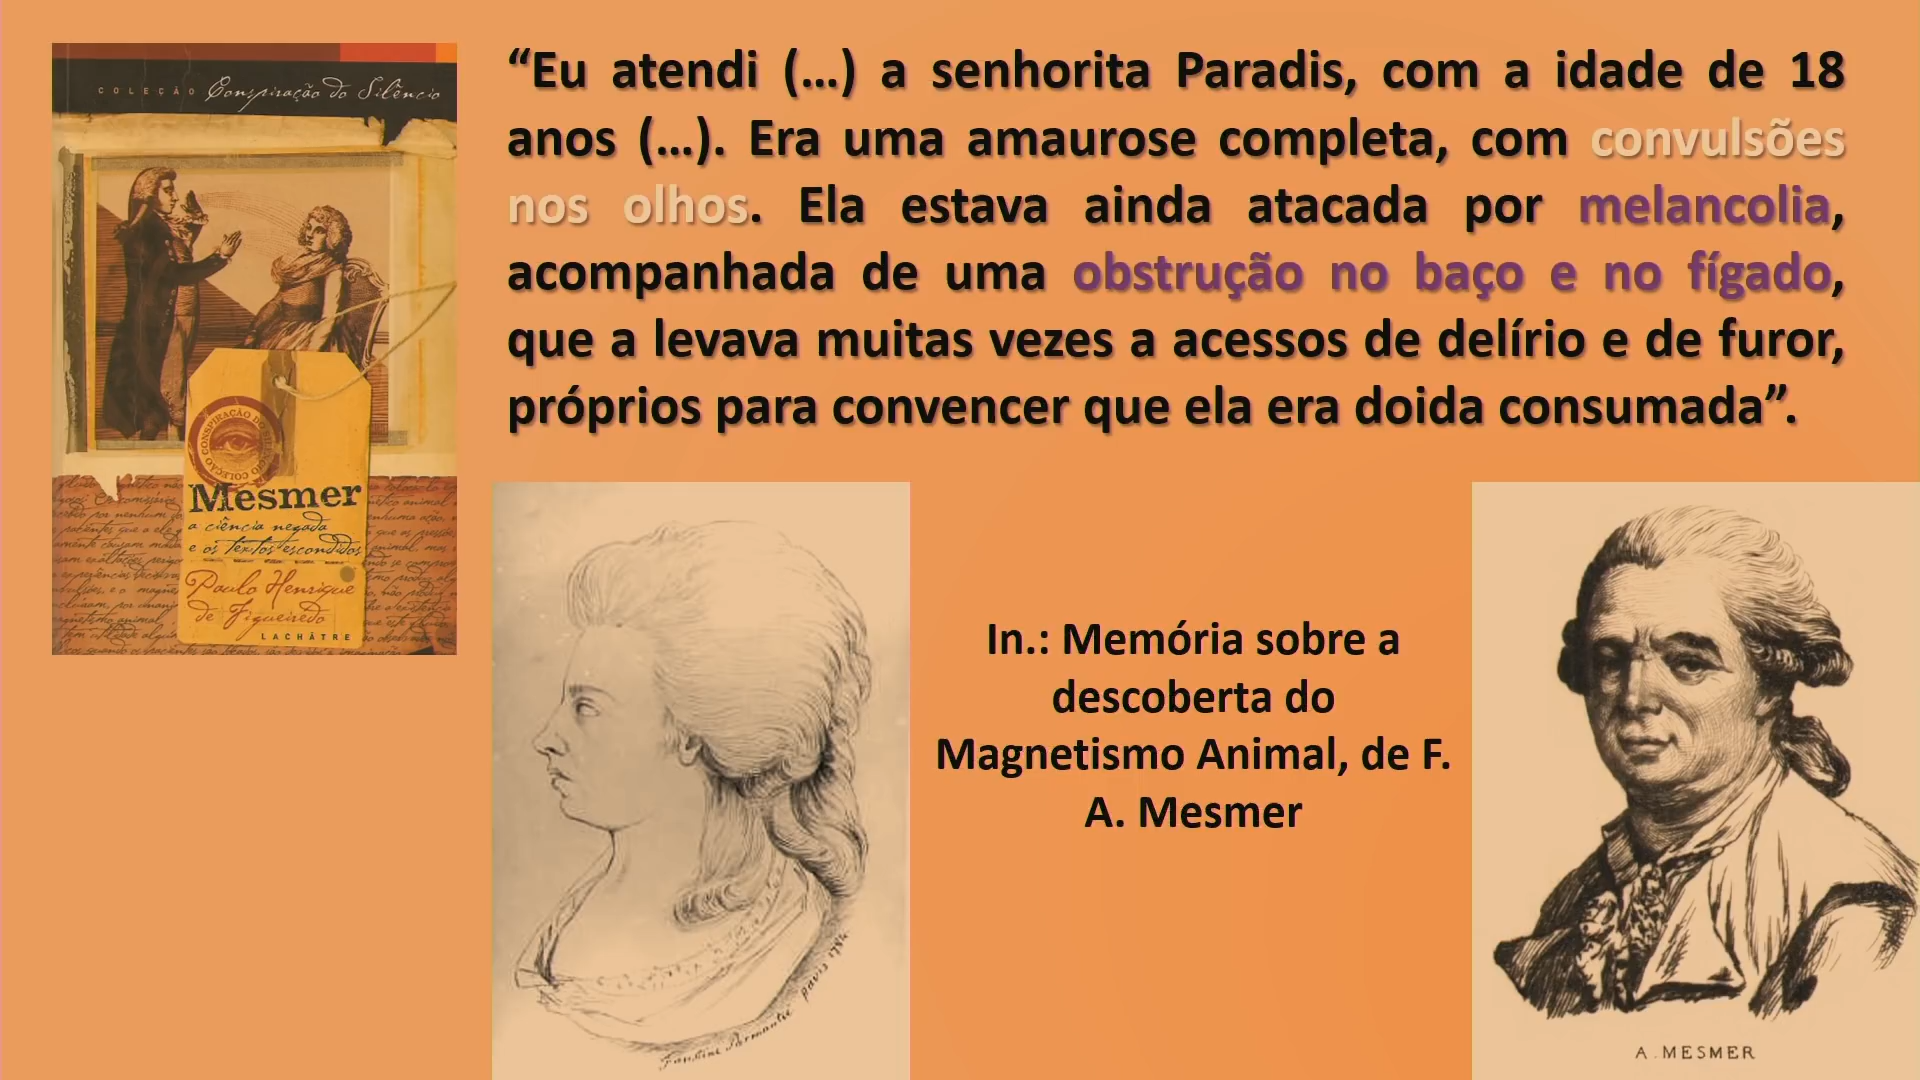 “Eu atendi (...) a senhorita Paradis, com a idade de 18
anos (...). Era uma amaurose completa, com convulsões
nos olhos. Ela estava ainda atacada por melancolia,
acompanhada de uma obstrução no baço e no fígado,
que a levava muitas vezes a acessos de delírio e de furor,
próprios para convencer que ela era doida consumada”.
COLEÇÃO Conspiração do Silêncio
Mesmer
a ciência negada
e os textos escondidos
Paulo Henrique
de Figueiredo
LACHÂTRE
In.: Memória sobre a
descoberta do
Magnetismo Animal, de F.
A. Mesmer
A. MESMER